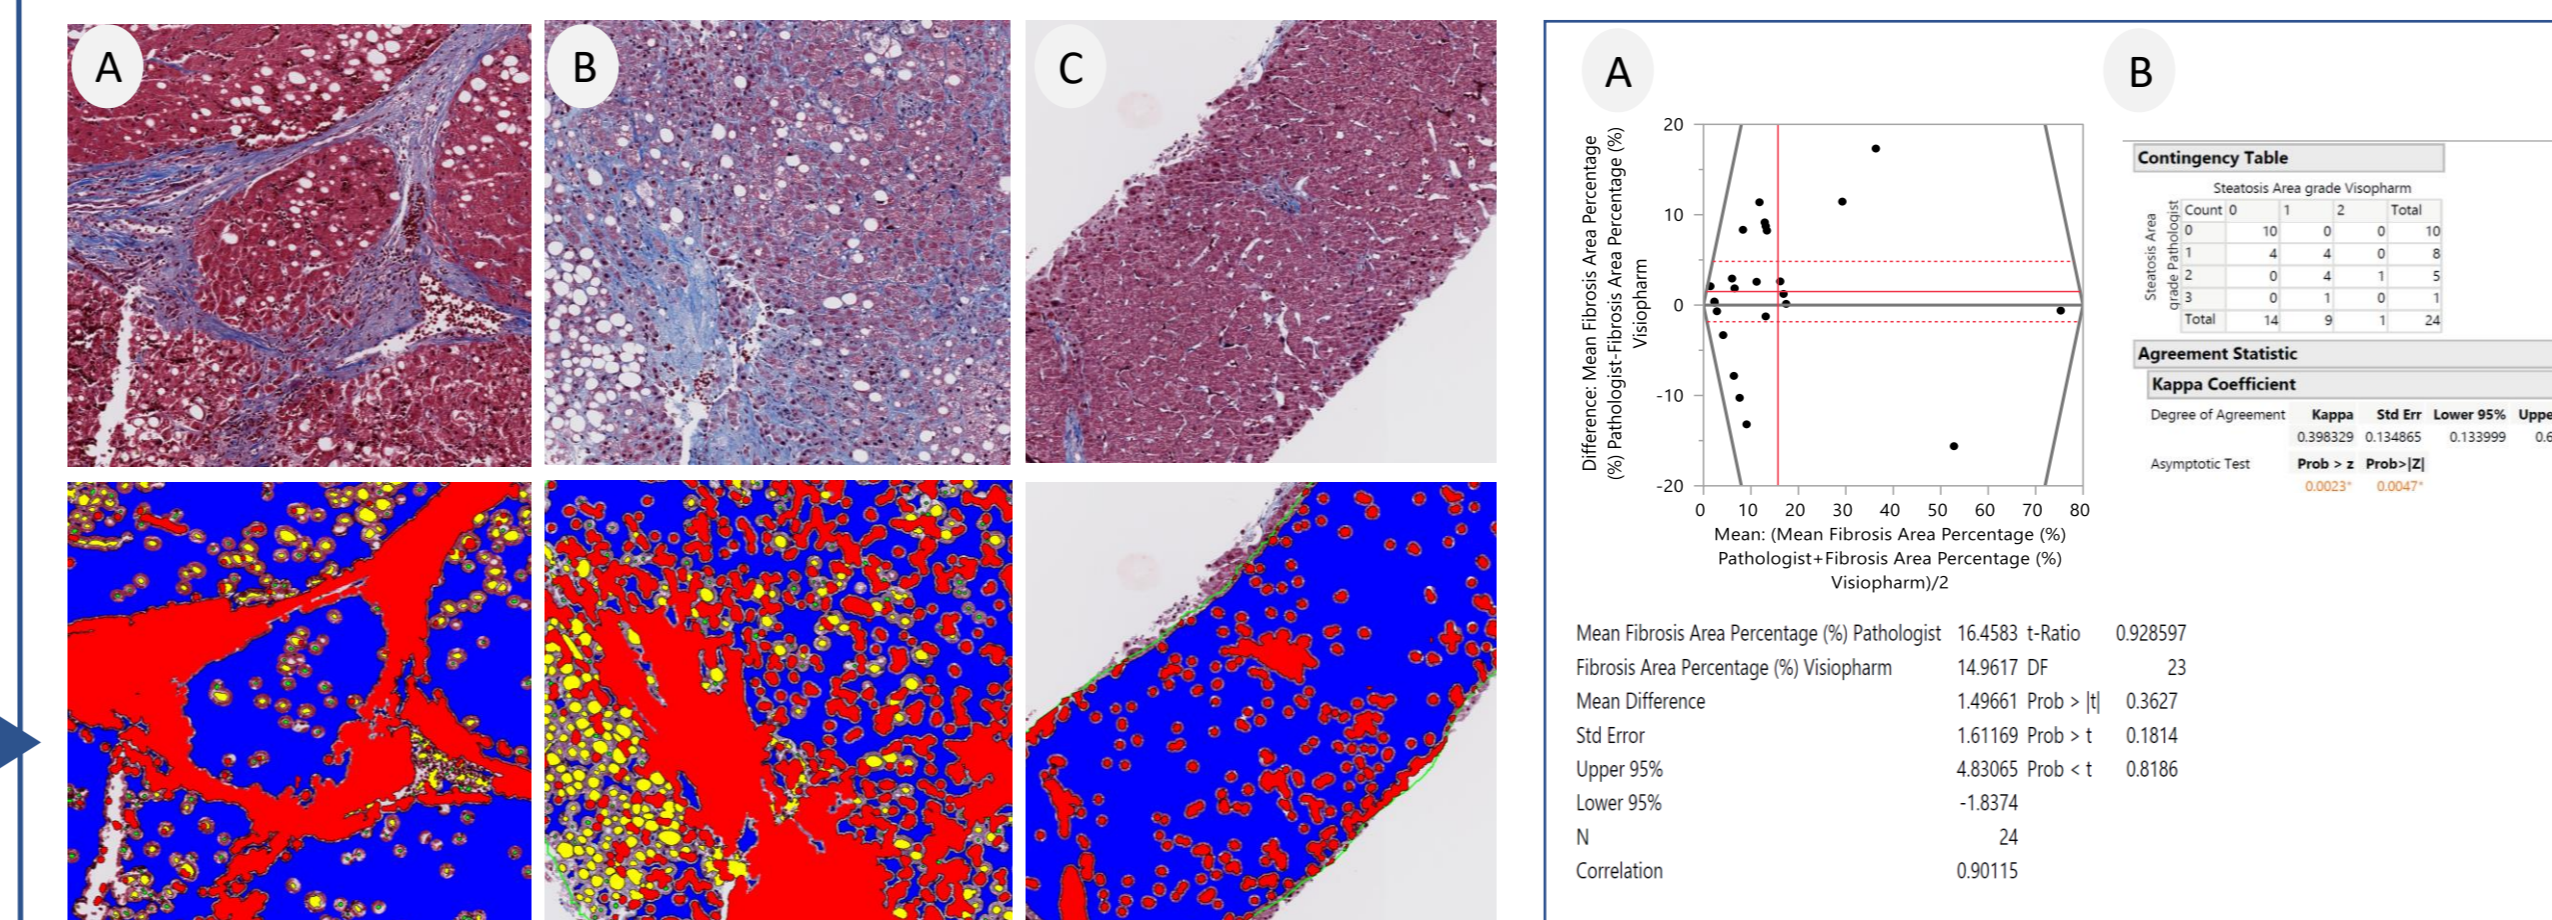 A
B
C
A
B
20
10
0
-10
-20
Difference: Mean Fibrosis Area Percentage
(%) Pathologist-Fibrosis Area Percentage (%)
Visiopharm
0 10 20 30 40 50 60 70 80
Mean: (Mean Fibrosis Area Percentage (%)
Pathologist+Fibrosis Area Percentage (%)
Visiopharm)/2
Mean Fibrosis Area Percentage (%) Pathologist 16.4583 t-Ratio 0.928597
Fibrosis Area Percentage (%) Visiopharm 14.9617 DF 23
Mean Difference 1.49661 Prob > |t| 0.3627
Std Error 1.61169 Prob > t 0.1814
Upper 95% 4.83065 Prob < t 0.8186
Lower 95% -1.8374
N 24
Correlation 0.90115
Contingency Table
Steatosis Area grade Visopharm
Steatosis Area
grade Pathologist
Count 0 1 2 Total
0 10 0 0 10
1 4 4 0 8
2 0 4 1 5
3 0 1 0 1
Total 14 9 1 24
Agreement Statistic
Kappa Coefficient
Degree of Agreement Kappa Std Err Lower 95% Uppe
0.398329 0.134865 0.133999 0.6
Asymptotic Test Prob > z Prob>|Z|
0.0023* 0.0047*